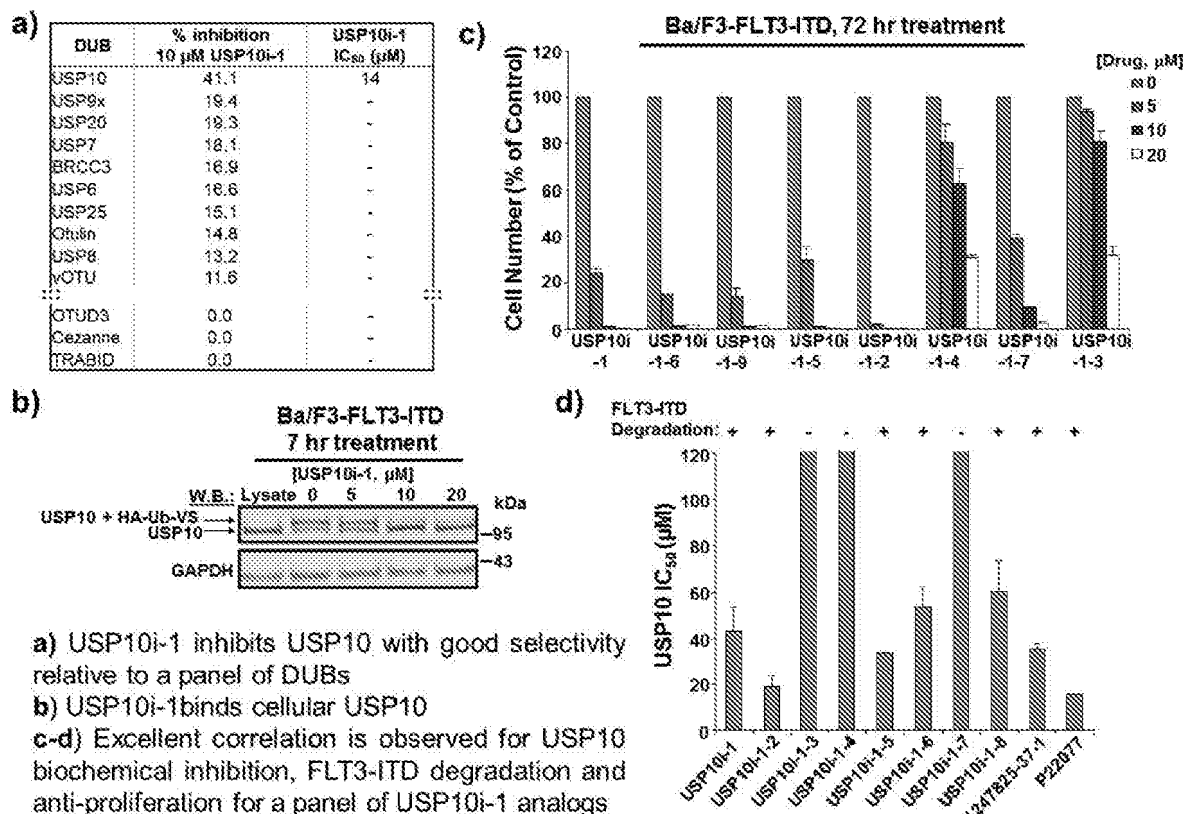 a)
DUB % inhibition 10 µM USP10i-1 USP10i-1 IC50 (µM)
USP10 41.1 14
USP9x 19.4 -
USP20 19.3 -
USP7 18.1 -
BRCC3 16.9 -
USP6 16.6 -
USP25 15.1 -
Otulin 14.8 -
USP8 13.2 -
vOTU 11.6 -
OTUD3 0.0 -
Cezanne 0.0 -
TRABID 0.0 -
b)
Ba/F3-FLT3-ITD
7 hr treatment
[USP10i-1, µM]
W.B.: Lysate 0 5 10 20 kDa
USP10 + HA-Ub-VS
USP10
95
43
GAPDH
a) USP10i-1 inhibits USP10 with good selectivity
relative to a panel of DUBs
b) USP10i-1binds cellular USP10
c-d) Excellent correlation is observed for USP10
biochemical inhibition, FLT3-ITD degradation and
anti-proliferation for a panel of USP10i-1 analogs
c)
Ba/F3-FLT3-ITD, 72 hr treatment
[Drug, µM]
0
5
10
20
Cell Number (% of Control)
120
100
80
60
40
20
0
USP10i USP10i USP10i USP10i USP10i USP10i USP10i USP10i
-1 -1-6 -1-9 -1-5 -1-2 -1-4 -1-7 -1-3
d)
FLT3-ITD
Degradation: + + - - + + - + + +
USP10 IC50 (µM)
120
100
80
60
40
20
0
USP10i-1
USP10i-1-2
USP10i-1-3
USP10i-1-4
USP10i-1-5
USP10i-1-6
USP10i-1-7
USP10i-1-8
P22077